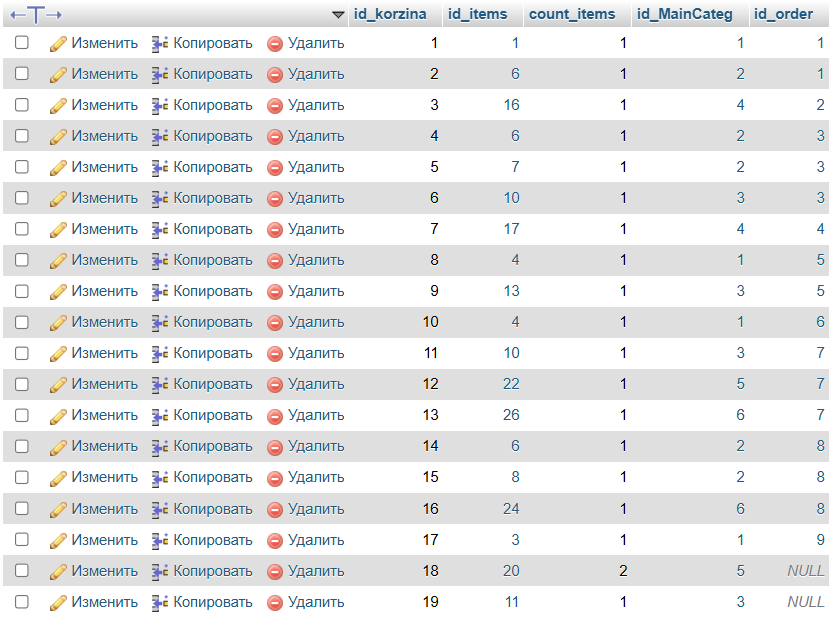 id_korzina id_items count_items id_MainCateg id_order
Изменить Копировать Удалить 1 1 1 1 1
Изменить Копировать Удалить 2 6 1 2 1
Изменить Копировать Удалить 3 16 1 4 2
Изменить Копировать Удалить 4 6 1 2 3
Изменить Копировать Удалить 5 7 1 2 3
Изменить Копировать Удалить 6 10 1 3 3
Изменить Копировать Удалить 7 17 1 4 4
Изменить Копировать Удалить 8 4 1 1 5
Изменить Копировать Удалить 9 13 1 3 5
Изменить Копировать Удалить 10 4 1 1 6
Изменить Копировать Удалить 11 10 1 3 7
Изменить Копировать Удалить 12 22 1 5 7
Изменить Копировать Удалить 13 26 1 6 7
Изменить Копировать Удалить 14 6 1 2 8
Изменить Копировать Удалить 15 8 1 2 8
Изменить Копировать Удалить 16 24 1 6 8
Изменить Копировать Удалить 17 3 1 1 9
Изменить Копировать Удалить 18 20 2 5 NULL
Изменить Копировать Удалить 19 11 1 3 NULL